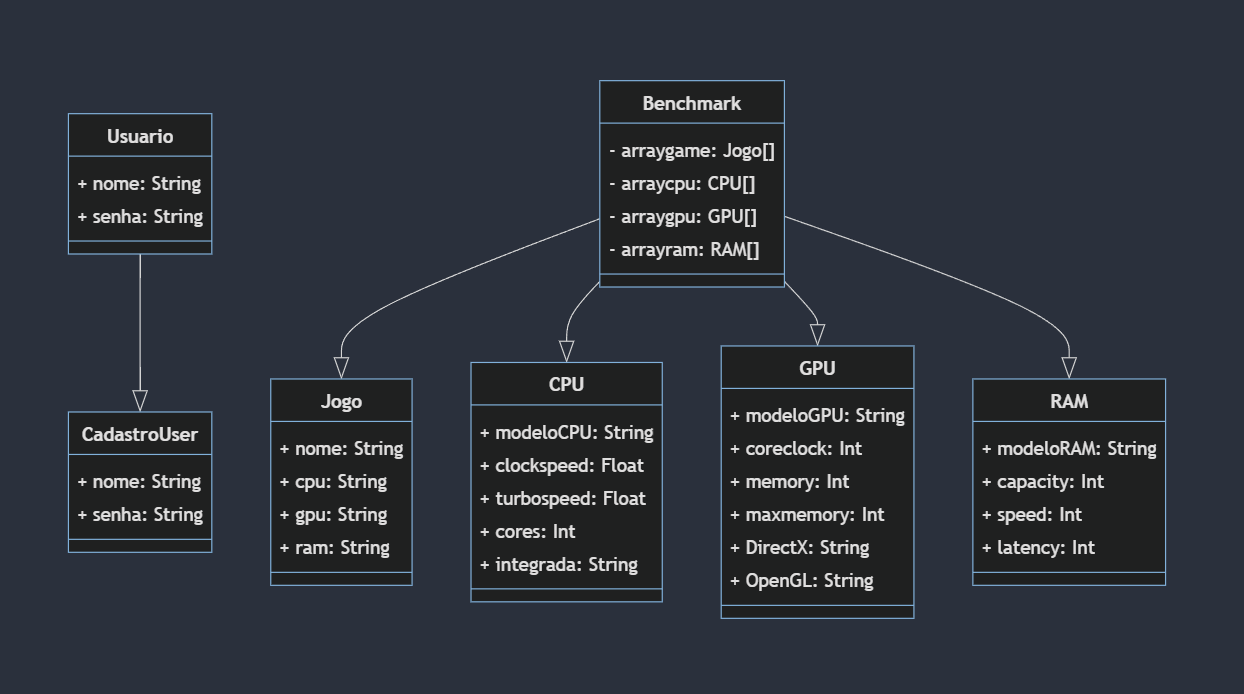 Usuario
+ nome: String
+ senha: String
CadastroUser
+ nome: String
+ senha: String
Benchmark
- arraygame: Jogo[]
- arraycpu: CPU[]
- arraygpu: GPU[]
- arrayram: RAM[]
Jogo
+ nome: String
+ cpu: String
+ gpu: String
+ ram: String
CPU
+ modeloCPU: String
+ clockspeed: Float
+ turbospeed: Float
+ cores: Int
+ integrada: String
GPU
+ modeloGPU: String
+ coreclock: Int
+ memory: Int
+ maxmemory: Int
+ DirectX: String
+ OpenGL: String
RAM
+ modeloRAM: String
+ capacity: Int
+ speed: Int
+ latency: Int